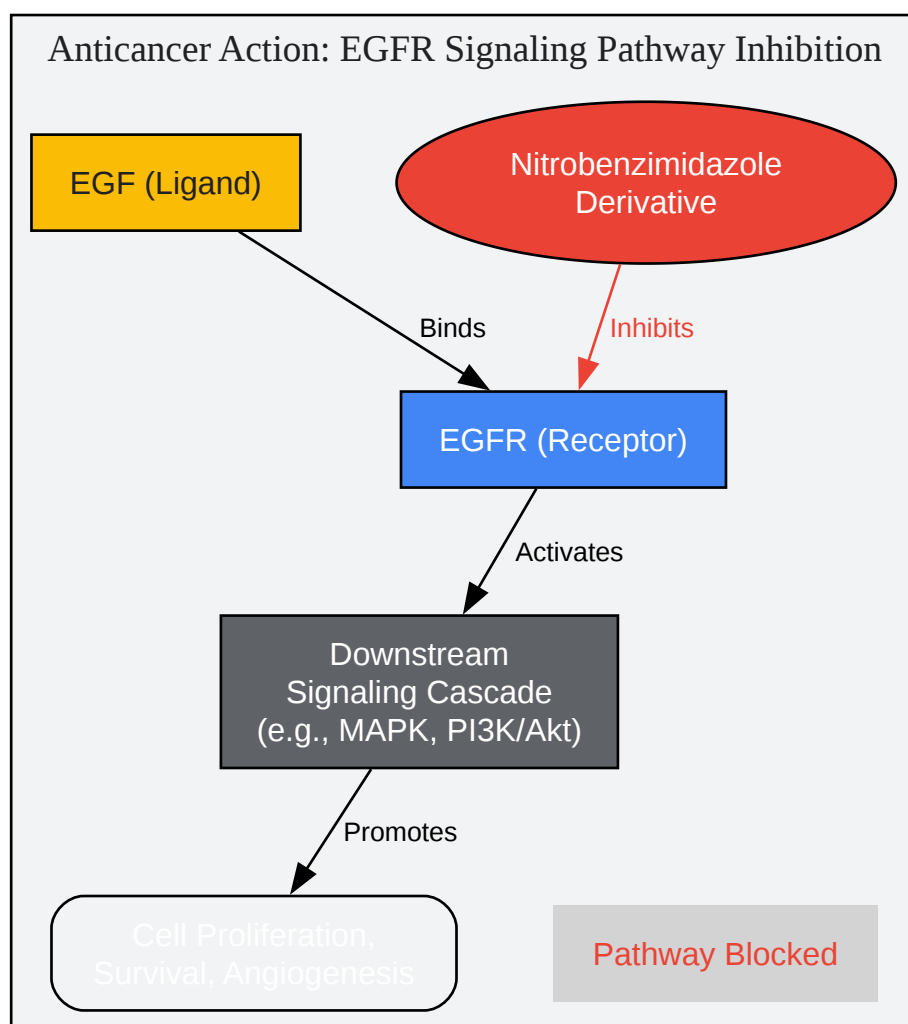 Anticancer Action: EGFR Signaling Pathway Inhibition
EGF (Ligand)
Nitrobenzimidazole
Derivative
Binds
Inhibits
EGFR (Receptor)
Activates
Downstream
Signaling Cascade
(e.g., MAPK, PI3K/Akt)
Promotes
Cell Proliferation,
Survival, Angiogenesis
Pathway Blocked